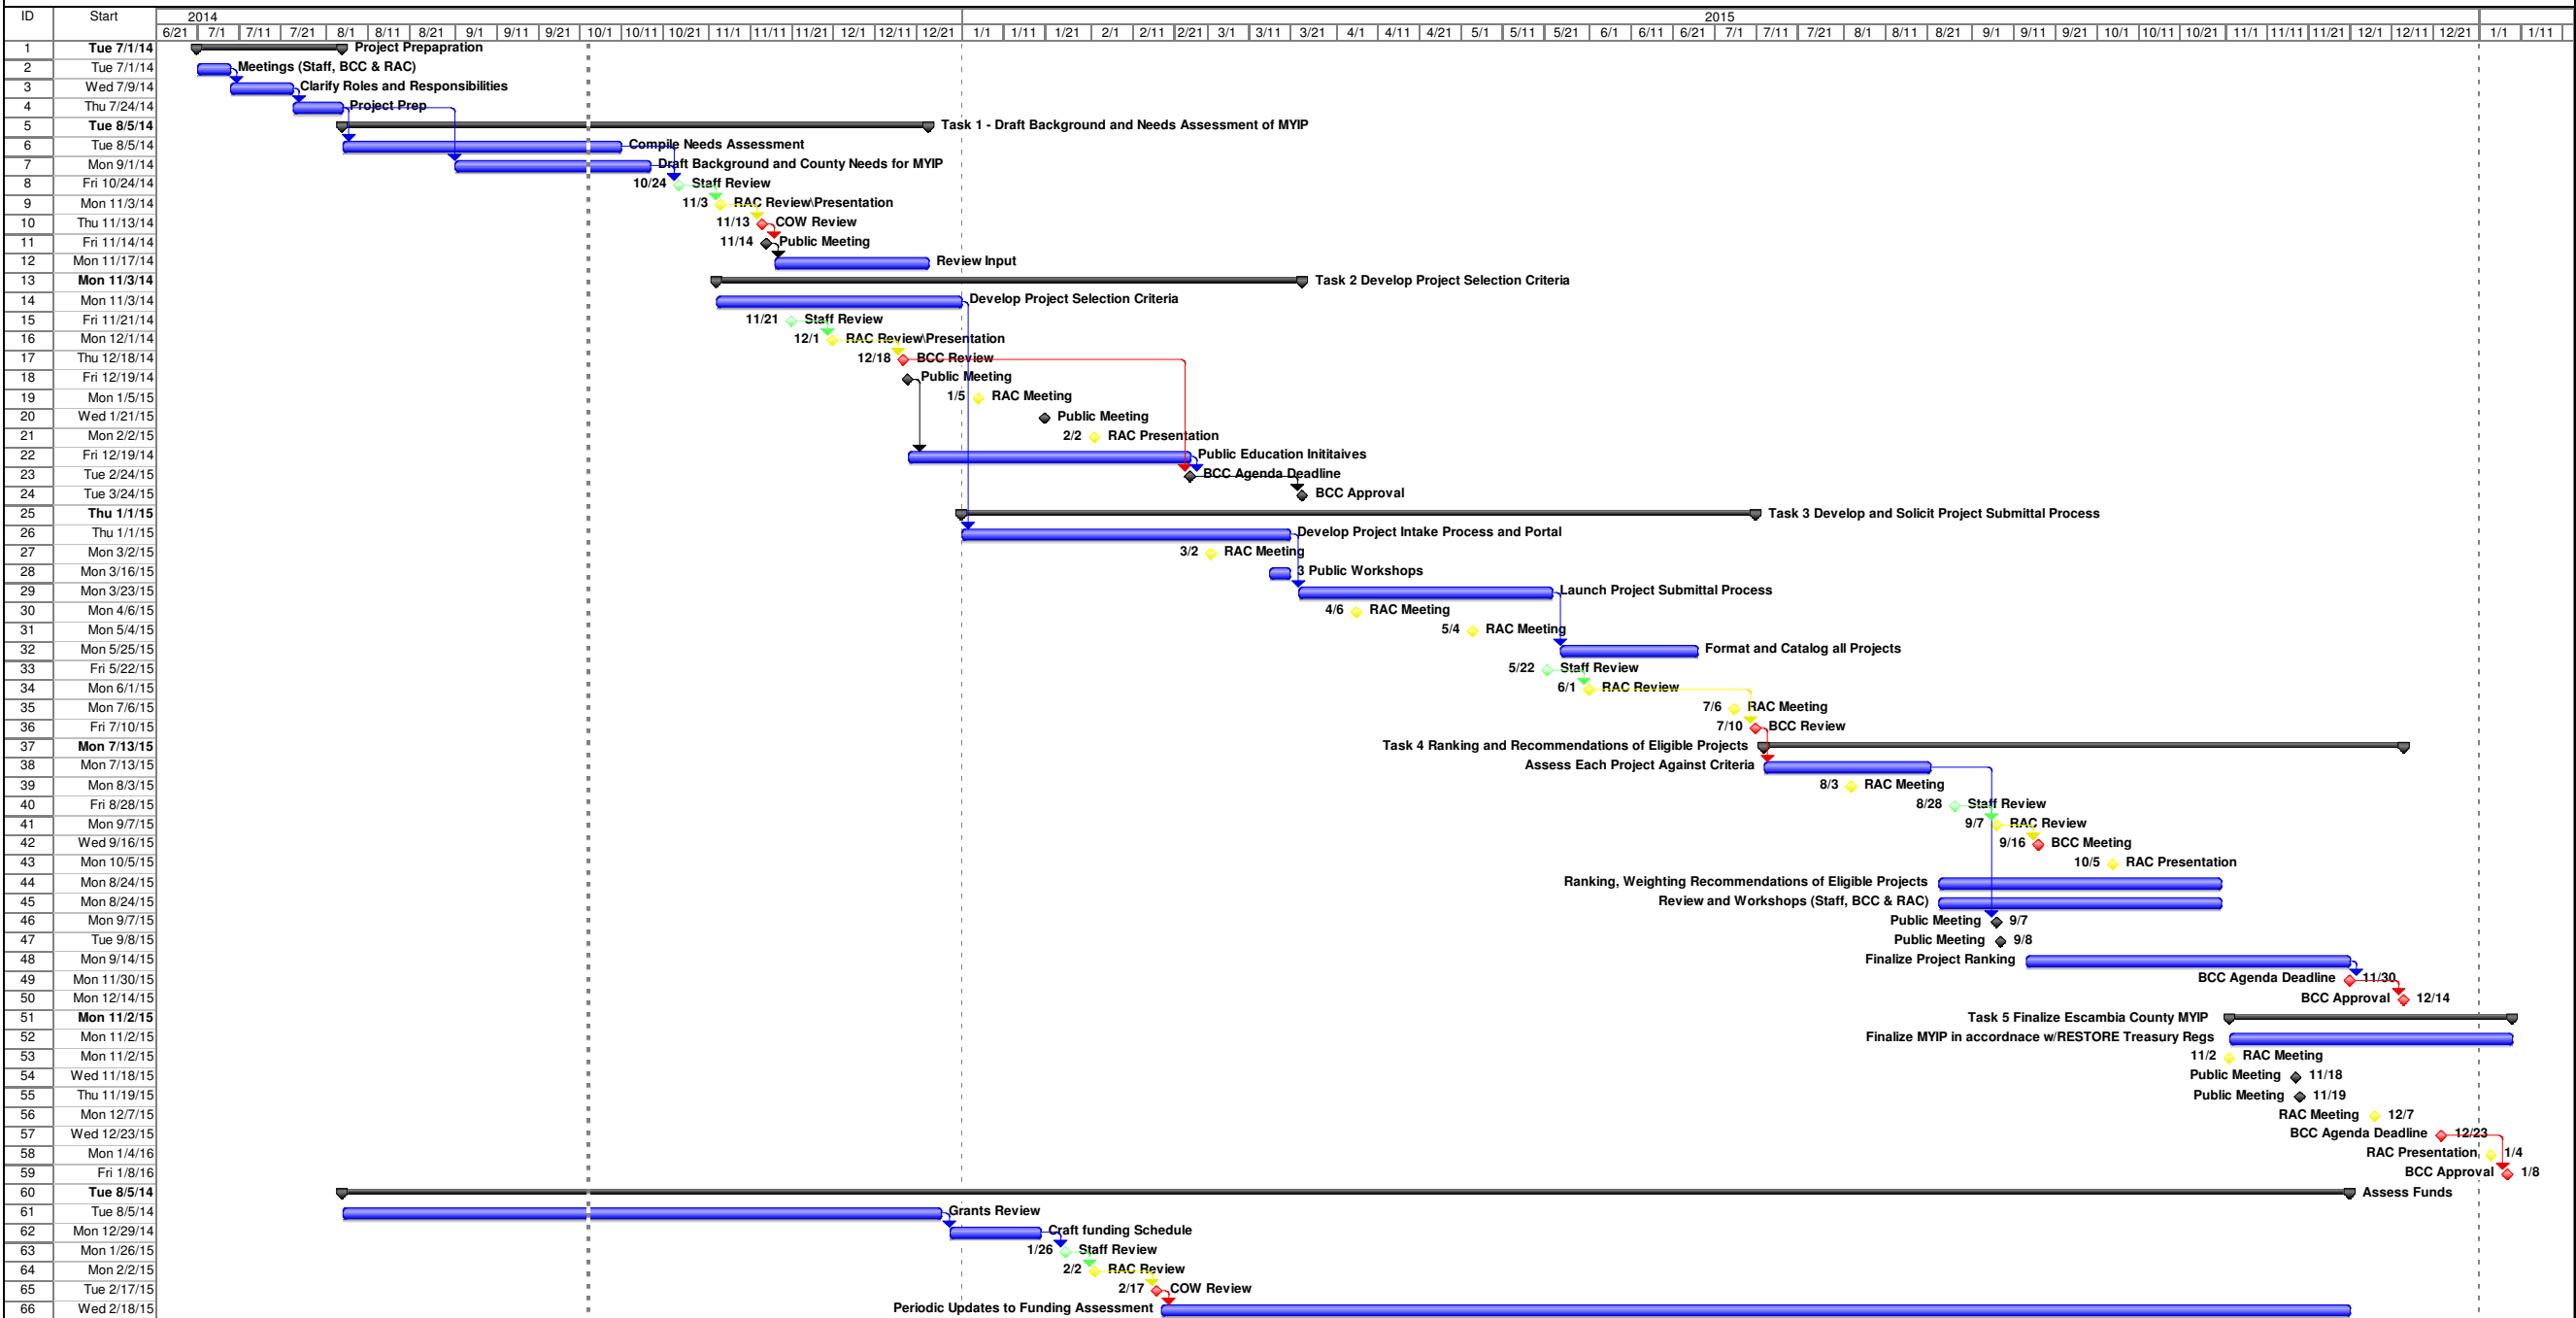 ID Start 2014 2015
6/21 7/1 7/11 7/21 8/1 8/11 8/21 9/1 9/11 9/21 10/1 10/11 10/21 11/1 11/11 11/21 12/1 12/11 12/21 1/1 1/11 1/21 2/1 2/11 2/21 3/1 3/11 3/21 4/1 4/11 4/21 5/1 5/11 5/21 6/1 6/11 6/21 7/1 7/11 7/21 8/1 8/11 8/21 9/1 9/11 9/21 10/1 10/11 10/21 11/1 11/11 11/21 12/1 12/11 12/21 1/1 1/11
1 Tue 7/1/14 Project Prepapration
2 Tue 7/1/14 Meetings (Staff, BCC & RAC)
3 Wed 7/9/14 Clarify Roles and Responsibilities
4 Thu 7/24/14 Project Prep
5 Tue 8/5/14 Task 1 - Draft Background and Needs Assessment of MYIP
6 Tue 8/5/14 Compile Needs Assessment
7 Mon 9/1/14 Draft Background and County Needs for MYIP
8 Fri 10/24/14 10/24 Staff Review
9 Mon 11/3/14 11/3 RAC Review\Presentation
10 Thu 11/13/14 11/13 COW Review
11 Fri 11/14/14 11/14 Public Meeting
12 Mon 11/17/14 Review Input
13 Mon 11/3/14 Task 2 Develop Project Selection Criteria
14 Mon 11/3/14 Develop Project Selection Criteria
15 Fri 11/21/14 11/21 Staff Review
16 Mon 12/1/14 12/1 RAC Review\Presentation
17 Thu 12/18/14 12/18 BCC Review
18 Fri 12/19/14 Public Meeting
19 Mon 1/5/15 1/5 RAC Meeting
20 Wed 1/21/15 Public Meeting
21 Mon 2/2/15 2/2 RAC Presentation
22 Fri 12/19/14 Public Education Inititaives
23 Tue 2/24/15 BCC Agenda Deadline
24 Tue 3/24/15 BCC Approval
25 Thu 1/1/15 Task 3 Develop and Solicit Project Submittal Process
26 Thu 1/1/15 Develop Project Intake Process and Portal
27 Mon 3/2/15 3/2 RAC Meeting
28 Mon 3/16/15 3 Public Workshops
29 Mon 3/23/15 Launch Project Submittal Process
30 Mon 4/6/15 4/6 RAC Meeting
31 Mon 5/4/15 5/4 RAC Meeting
32 Mon 5/25/15 Format and Catalog all Projects
33 Fri 5/22/15 5/22 Staff Review
34 Mon 6/1/15 6/1 RAC Review
35 Mon 7/6/15 7/6 RAC Meeting
36 Fri 7/10/15 7/10 BCC Review
37 Mon 7/13/15 Task 4 Ranking and Recommendations of Eligible Projects
38 Mon 7/13/15 Assess Each Project Against Criteria
39 Mon 8/3/15 8/3 RAC Meeting
40 Fri 8/28/15 8/28 Staff Review
41 Mon 9/7/15 9/7 RAC Review
42 Wed 9/16/15 9/16 BCC Meeting
43 Mon 10/5/15 10/5 RAC Presentation
44 Mon 8/24/15 Ranking, Weighting Recommendations of Eligible Projects
45 Mon 8/24/15 Review and Workshops (Staff, BCC & RAC)
46 Mon 9/7/15 Public Meeting 9/7
47 Tue 9/8/15 Public Meeting 9/8
48 Mon 9/14/15 Finalize Project Ranking
49 Mon 11/30/15 BCC Agenda Deadline 11/30
50 Mon 12/14/15 BCC Approval 12/14
51 Mon 11/2/15 Task 5 Finalize Escambia County MYIP
52 Mon 11/2/15 Finalize MYIP in accordnace w/RESTORE Treasury Regs
53 Mon 11/2/15 11/2 RAC Meeting
54 Wed 11/18/15 Public Meeting 11/18
55 Thu 11/19/15 Public Meeting 11/19
56 Mon 12/7/15 RAC Meeting 12/7
57 Wed 12/23/15 BCC Agenda Deadline 12/23
58 Mon 1/4/16 RAC Presentation 1/4
59 Fri 1/8/16 BCC Approval 1/8
60 Tue 8/5/14 Assess Funds
61 Tue 8/5/14 Grants Review
62 Mon 12/29/14 Craft funding Schedule
63 Mon 1/26/15 1/26 Staff Review
64 Mon 2/2/15 2/2 RAC Review
65 Tue 2/17/15 2/17 COW Review
66 Wed 2/18/15 Periodic Updates to Funding Assessment